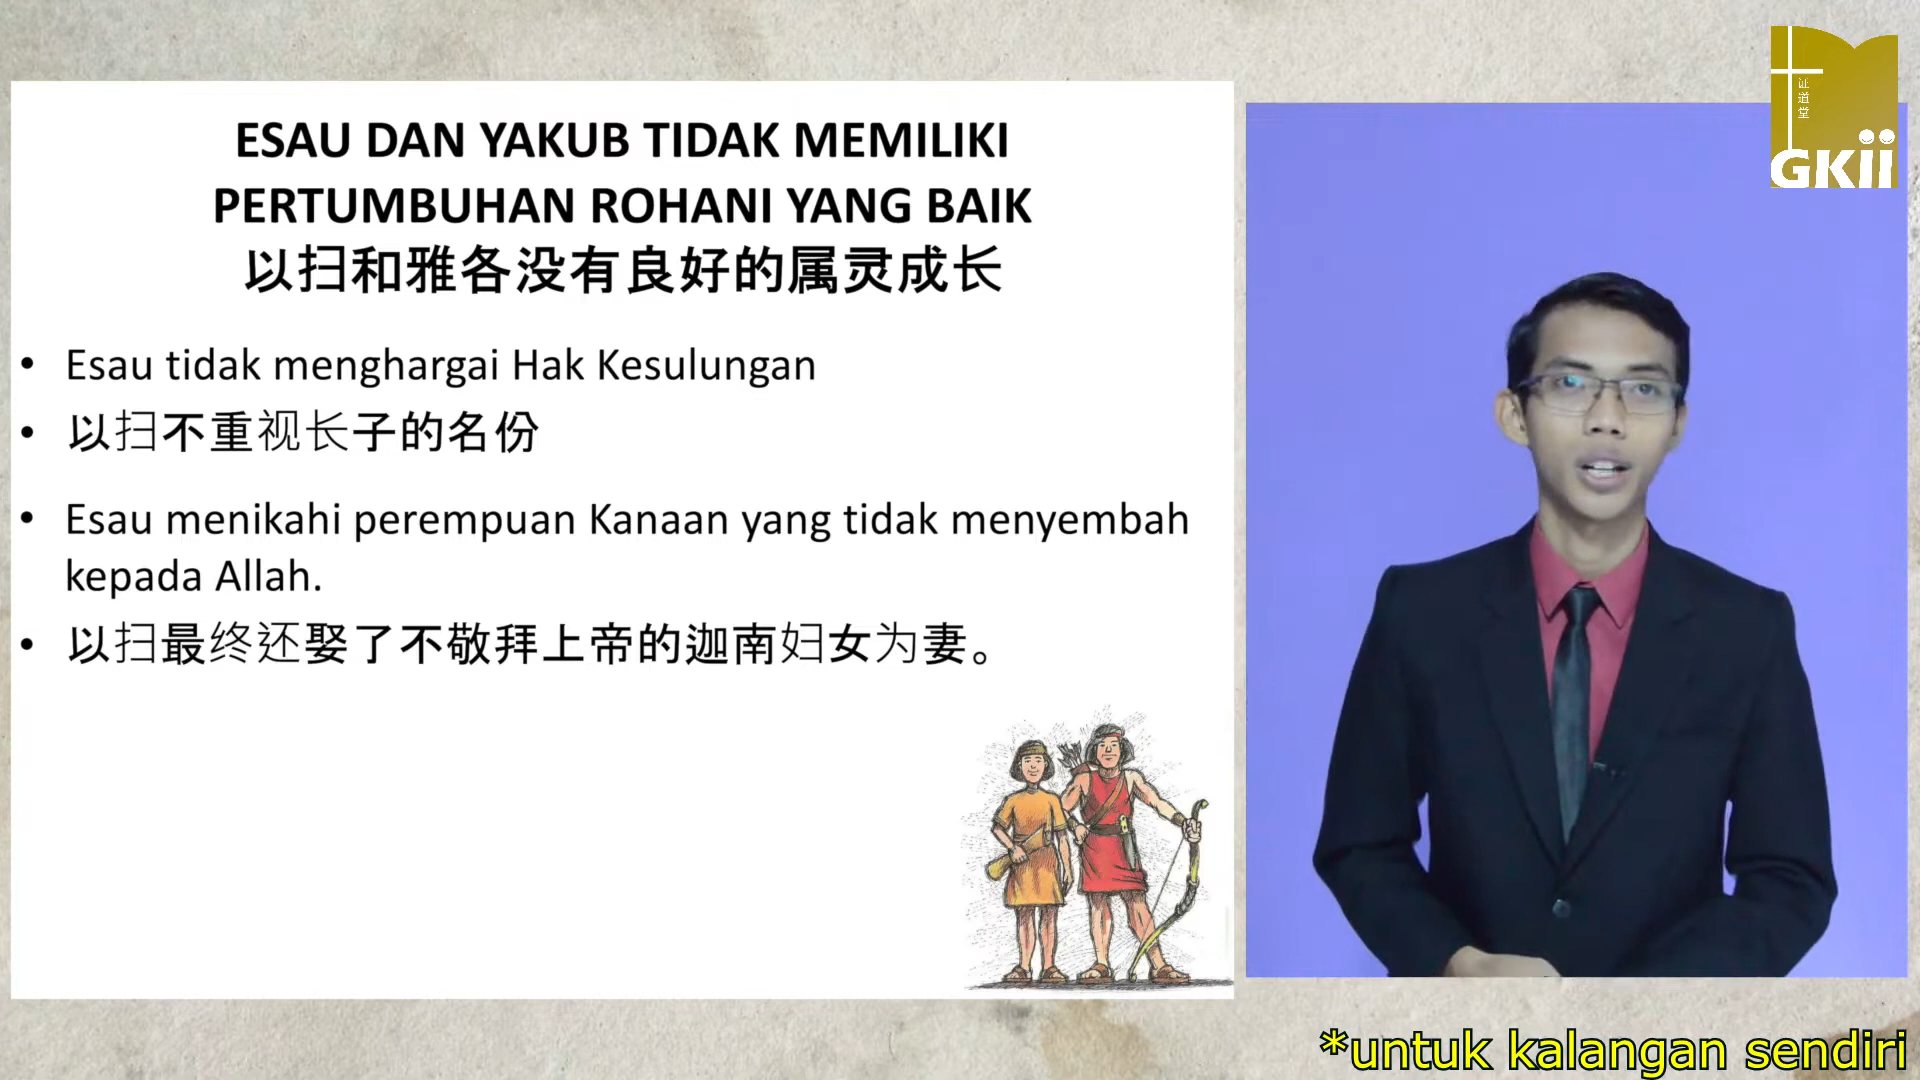 ESAU DAN YAKUB TIDAK MEMILIKI
PERTUMBUHAN ROHANI YANG BAIK
以扫和雅各没有良好的属灵成长
• Esau tidak menghargai Hak Kesulungan
• 以扫不重视长子的名份
• Esau menikahi perempuan Kanaan yang tidak menyembah
kepada Allah.
• 以扫最终还娶了不敬拜上帝的迦南妇女为妻。
证道堂
GKii
*untuk kalangan sendiri